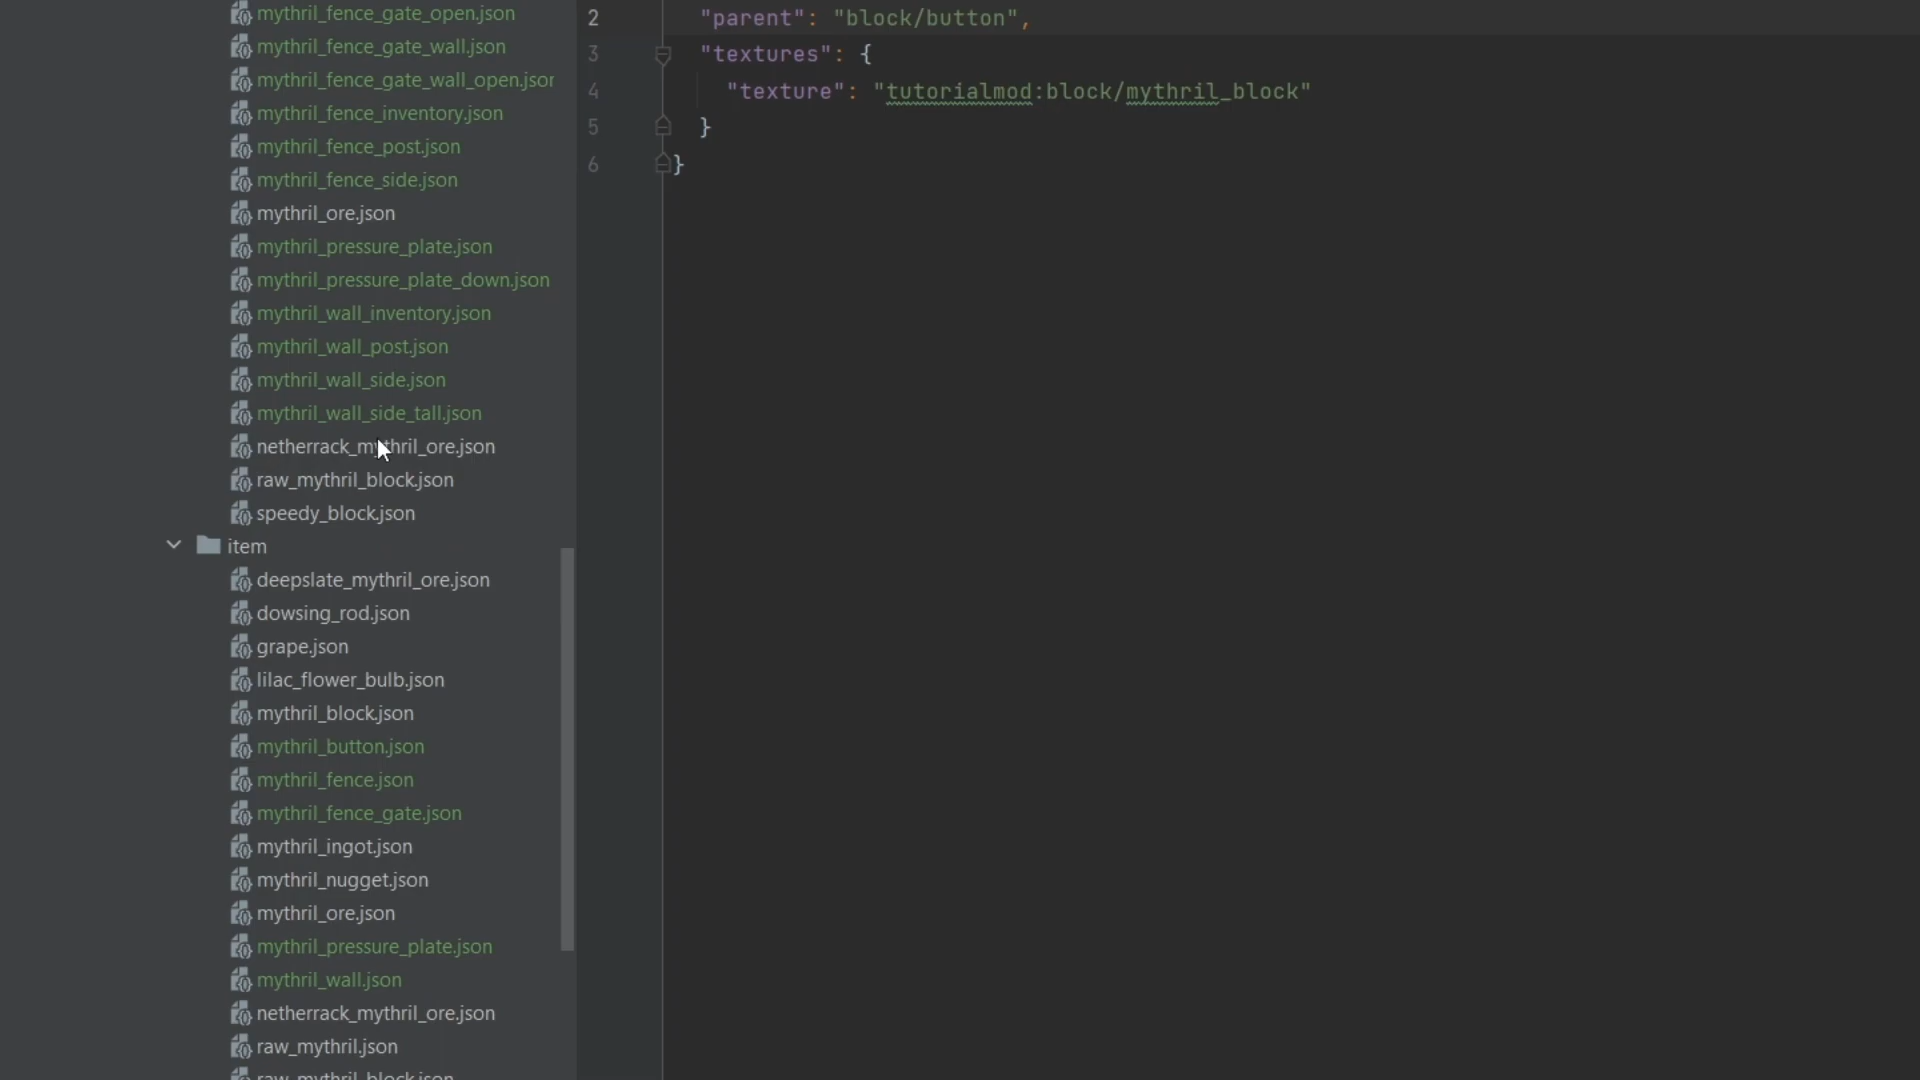 mythril_fence_gate_open.json
mythril_fence_gate_wall.json
mythril_fence_gate_wall_open.jsor
mythril_fence_inventory.json
mythril_fence_post.json
mythril_fence_side.json
mythril_ore.json
mythril_pressure_plate.json
mythril_pressure_plate_down.json
mythril_wall_inventory.json
mythril_wall_post.json
mythril_wall_side.json
mythril_wall_side_tall.json
netherrack_mythril_ore.json
raw_mythril_block.json
speedy_block.json
item
deepslate_mythril_ore.json
dowsing_rod.json
grape.json
lilac_flower_bulb.json
mythril_block.json
mythril_button.json
mythril_fence.json
mythril_fence_gate.json
mythril_ingot.json
mythril_nugget.json
mythril_ore.json
mythril_pressure_plate.json
mythril_wall.json
netherrack_mythril_ore.json
raw_mythril.json
raw_mythril_block.json
2 "parent": "block/button",
3 "textures": {
4 "texture": "tutorialmod:block/mythril_block"
5 }
6 }